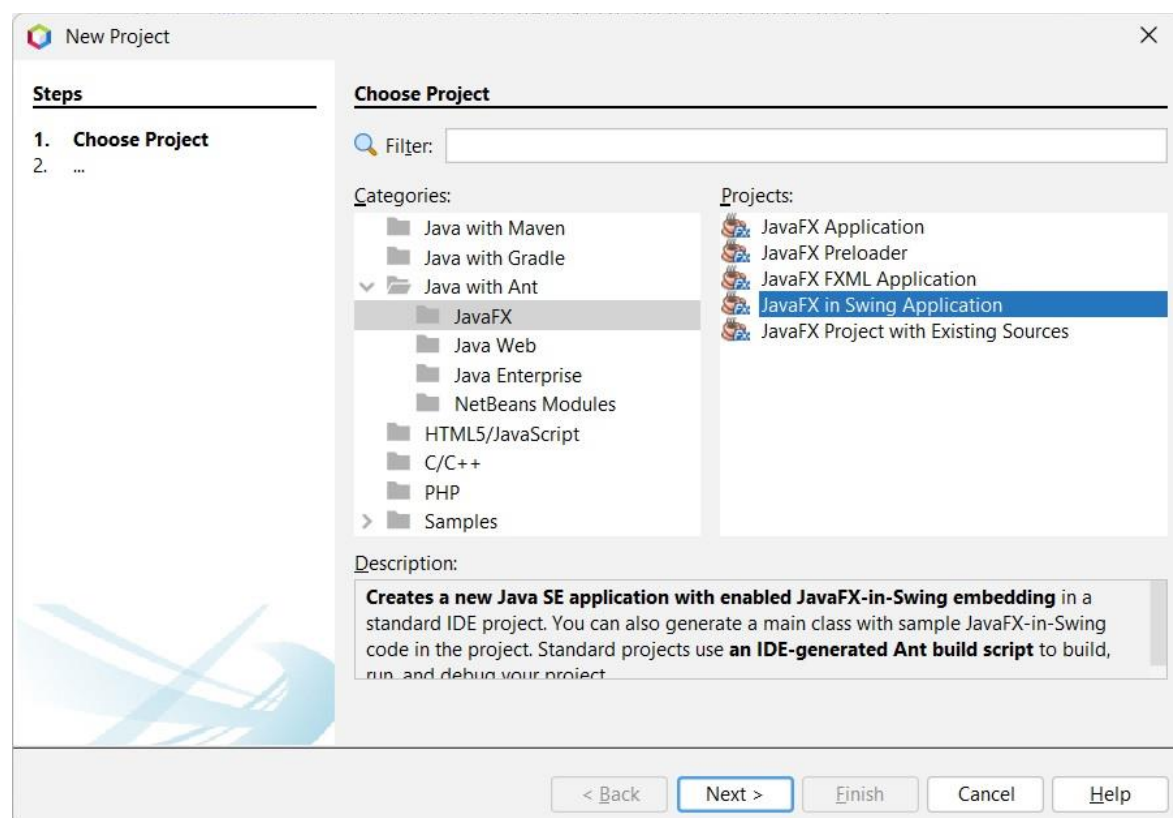 New Project
Steps
1. Choose Project
2. ...
Choose Project
Filter:
Categories:
Java with Maven
Java with Gradle
Java with Ant
JavaFX
Java Web
Java Enterprise
NetBeans Modules
HTML5/JavaScript
C/C++
PHP
Samples
Projects:
JavaFX Application
JavaFX Preloader
JavaFX FXML Application
JavaFX in Swing Application
JavaFX Project with Existing Sources
Description:
Creates a new Java SE application with enabled JavaFX-in-Swing embedding in a
standard IDE project. You can also generate a main class with sample JavaFX-in-Swing
code in the project. Standard projects use an IDE-generated Ant build script to build,
run, and debug your project
< Back
Next >
Finish
Cancel
Help